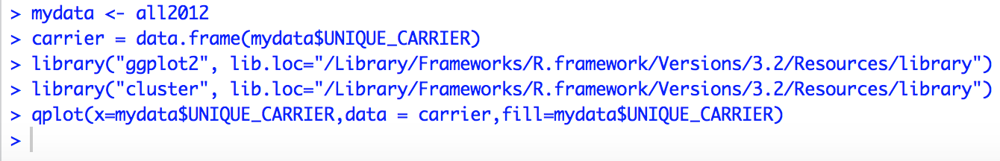 > mydata <- all2012
> carrier = data.frame(mydata$UNIQUE_CARRIER)
> library("ggplot2", lib.loc="/Library/Frameworks/R.framework/Versions/3.2/Resources/library")
> library("cluster", lib.loc="/Library/Frameworks/R.framework/Versions/3.2/Resources/library")
> qplot(x=mydata$UNIQUE_CARRIER,data = carrier,fill=mydata$UNIQUE_CARRIER)
>